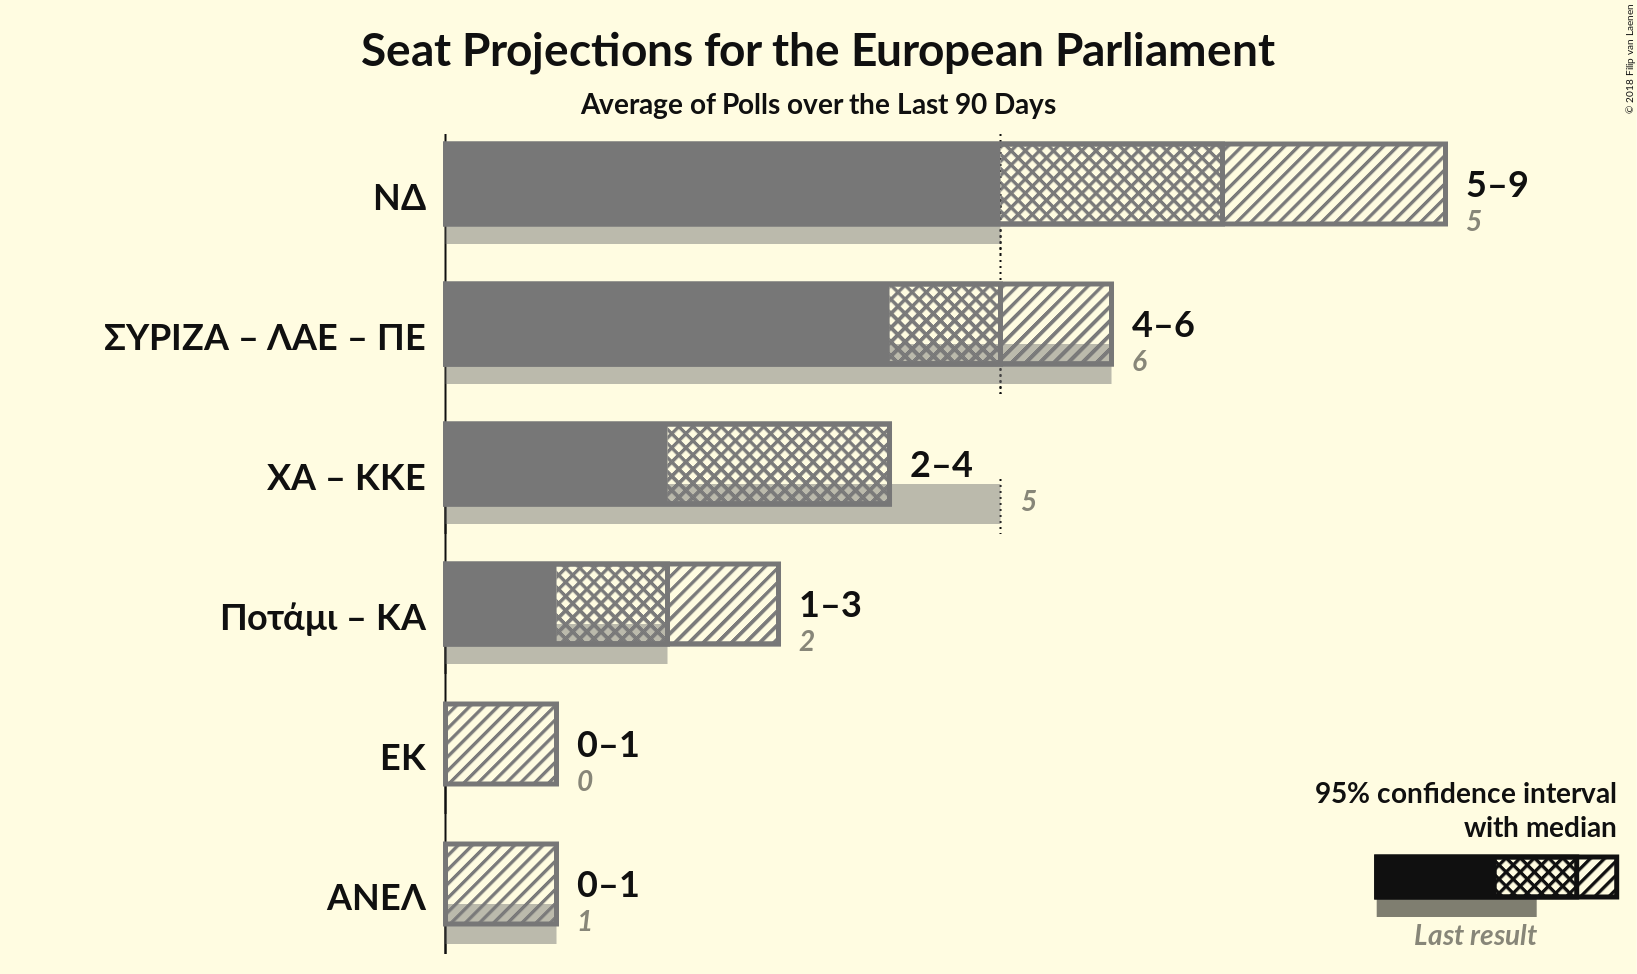 Seat Projections for the European Parliament
Average of Polls over the Last 90 Days
© 2018 Filip van Laenen
ΝΔ
5–9
5
ΣΥΡΙΖΑ – ΛΑΕ – ΠΕ
4–6
6
ΧΑ – ΚΚΕ
2–4
5
Ποτάμι – ΚΑ
1–3
2
ΕΚ
0–1
0
ΑΝΕΛ
0–1
1
95% confidence interval
with median
Last result